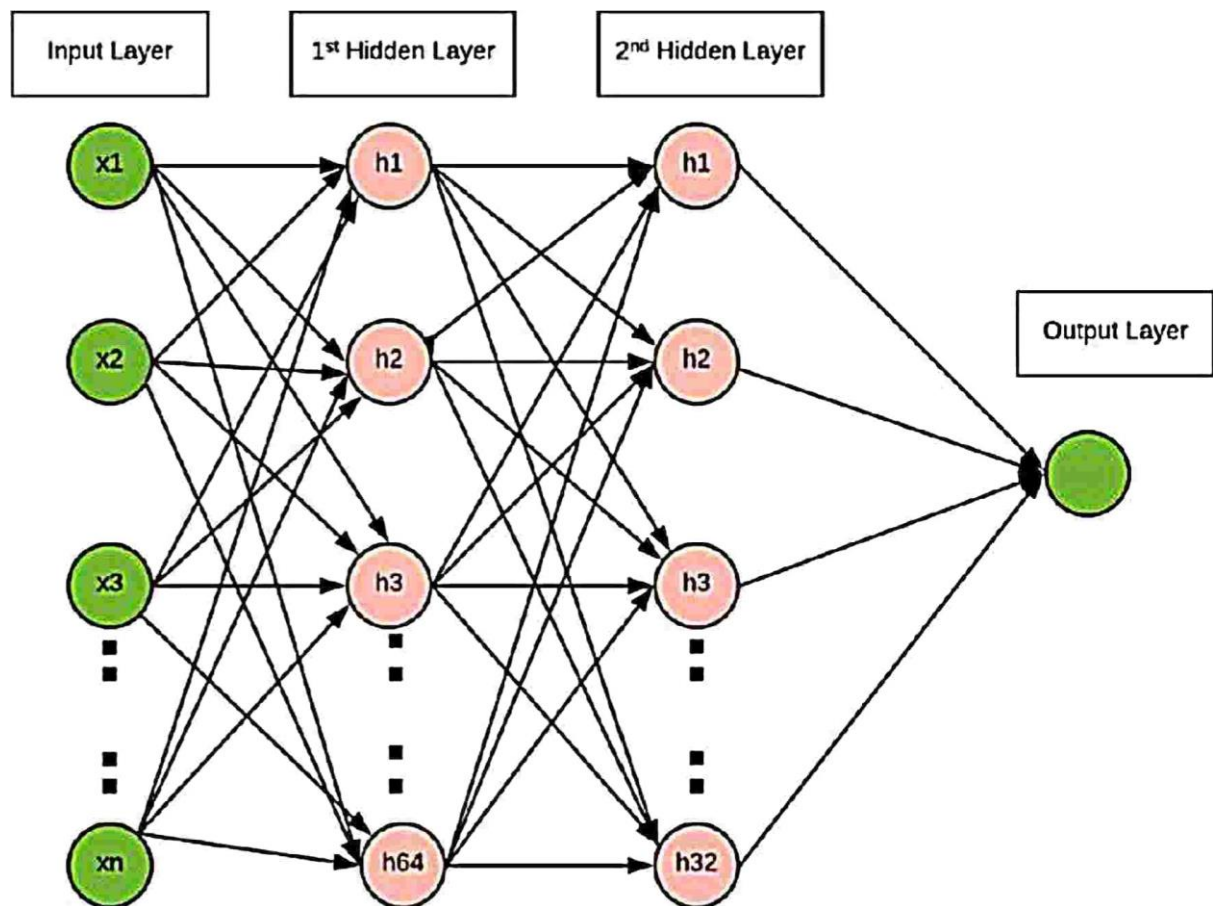 Input Layer
1st Hidden Layer
2nd Hidden Layer
x1
h1
h1
x2
h2
h2
Output Layer
x3
h3
h3
xn
h64
h32